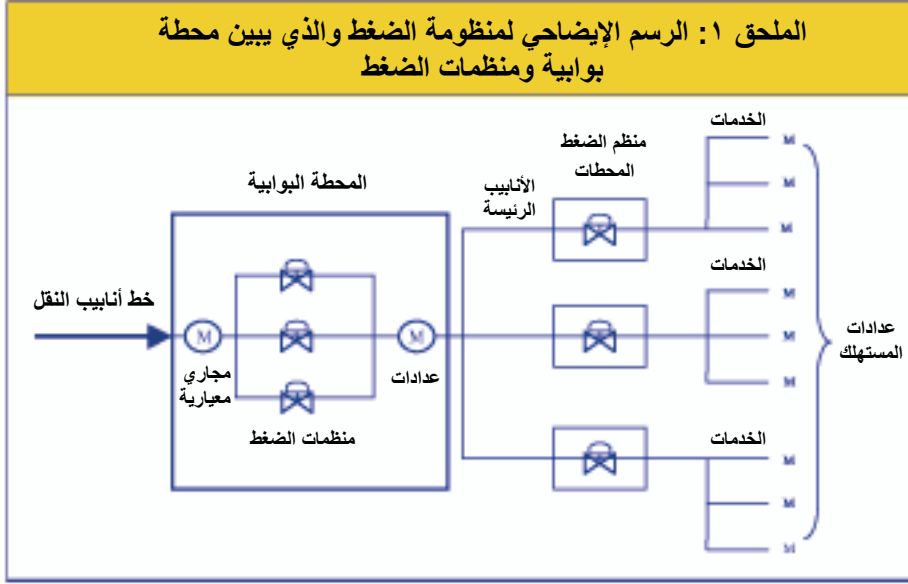 الملحق ١: الرسم الإيضاحي لمنظومة الضغط والذي يبين محطة
بوابية ومنظمات الضغط
الخدمات
M
M
M
منظم الضغط
المحطات
الأنابيب
الرئيسة
المحطة البوابية
خط أنابيب النقل
M
M
مجاري
معيارية
عدادات
منظمات الضغط
الخدمات
M
M
M
عدادات
المستهلك
الخدمات
M
M
M